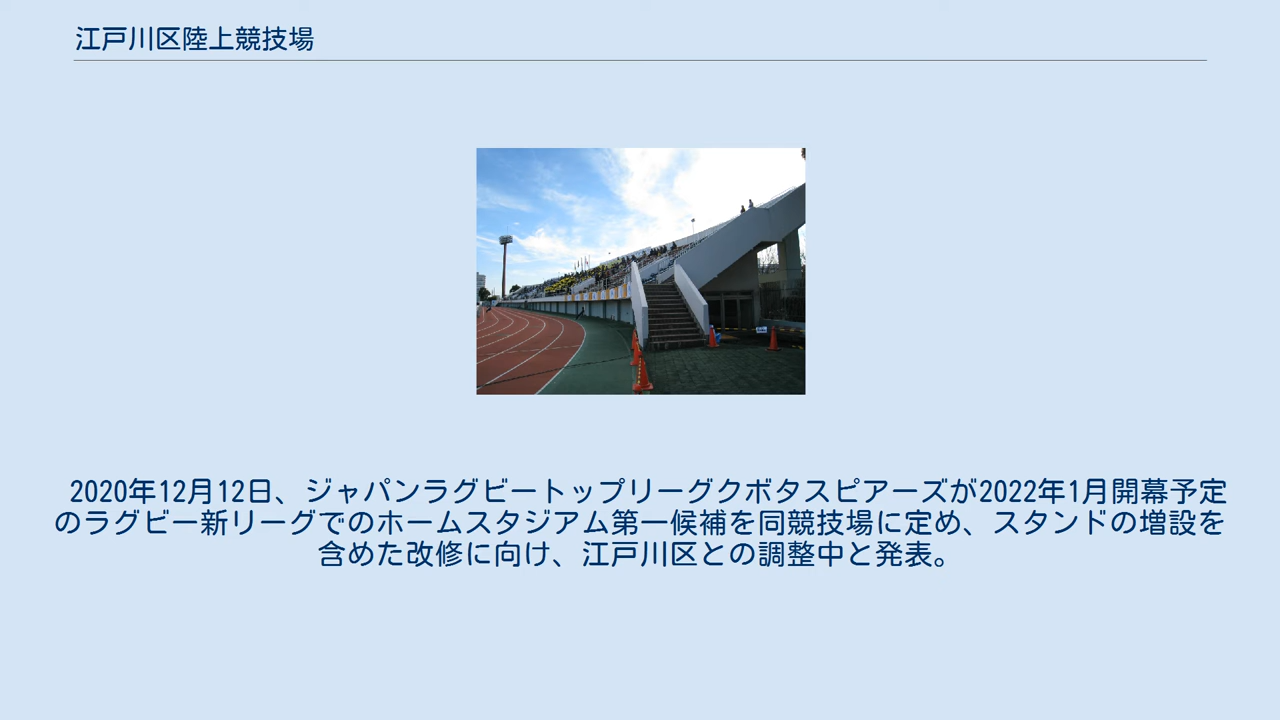 江戸川区陸上競技場
2020年12月12日、ジャパンラグビートップリーグクボタスピアーズが2022年1月開幕予定
のラグビー新リーグでのホームスタジアム第一候補を同競技場に定め、スタンドの増設を
含めた改修に向け、江戸川区との調整中と発表。